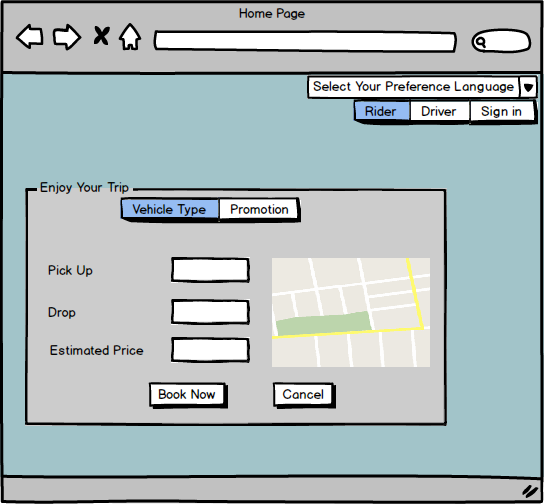 Home Page
Select Your Preference Language
Rider Driver Sign in
Enjoy Your Trip
Vehicle Type Promotion
Pick Up
Drop
Estimated Price
Book Now Cancel